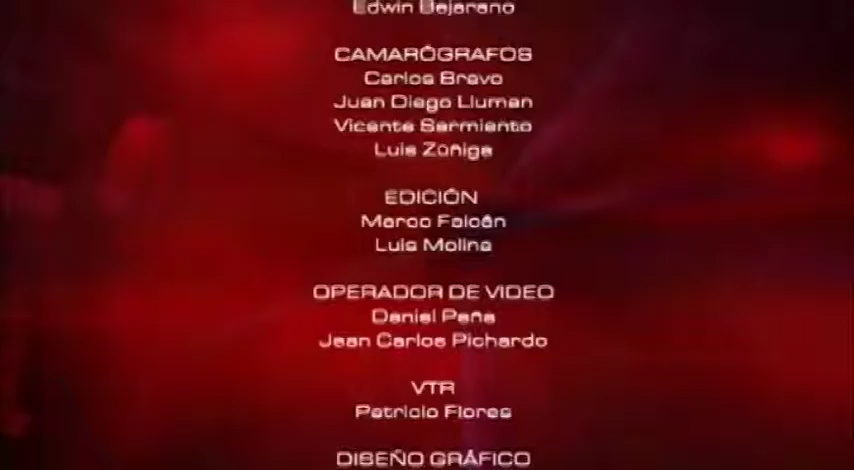 Edwin Bejarano
CAMARÓGRAFOS
Carlos Bravo
Juan Diego Lluman
Vicente Sarmiento
Luis Zúñiga
EDICIÓN
Marco Falcán
Luis Molina
OPERADOR DE VIDEO
Daniel Peña
Jean Carlos Pichardo
VTR
Patricio Flores
DISEÑO GRÁFICO